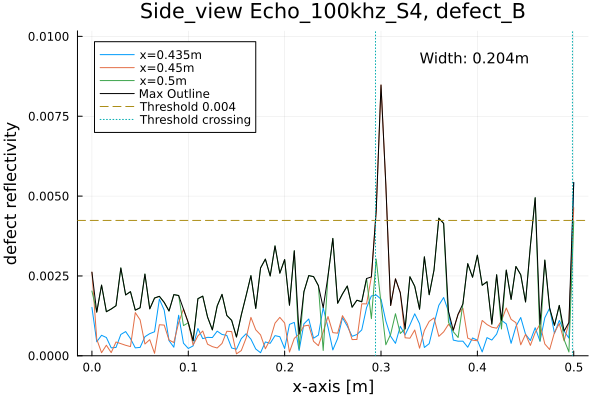 Side_view Echo_100khz_S4, defect_B
0.0100
0.0075
0.0050
0.0025
0.0000
defect reflectivity
x=0.435m
x=0.45m
x=0.5m
Max Outline
Threshold 0.004
Threshold crossing
Width: 0.204m
0.0 0.1 0.2 0.3 0.4 0.5
x-axis [m]